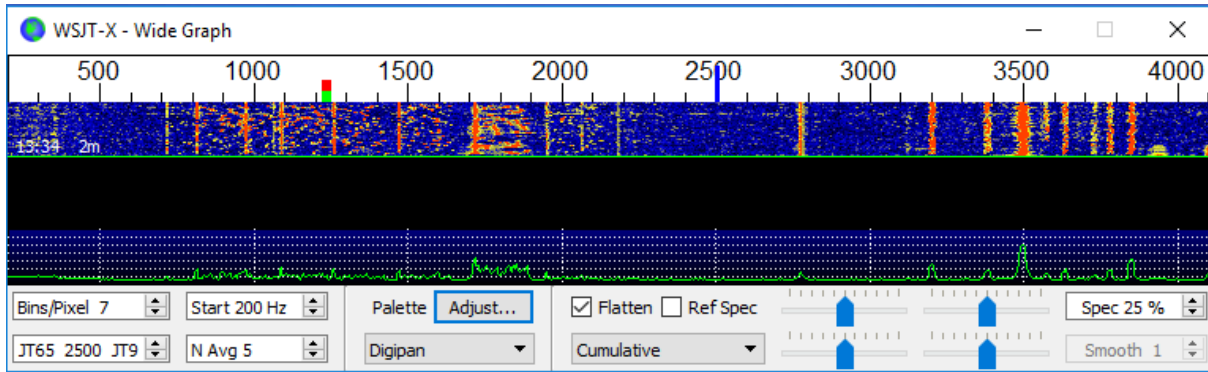 WSJT-X - Wide Graph
500 1000 1500 2000 2500 3000 3500 4000
13:34 2m
Bins/Pixel 7 Start 200 Hz Palette Adjust... Flatten Ref Spec Spec 25 %
JT65 2500 JT9 N Avg 5 Digipan Cumulative Smooth 1